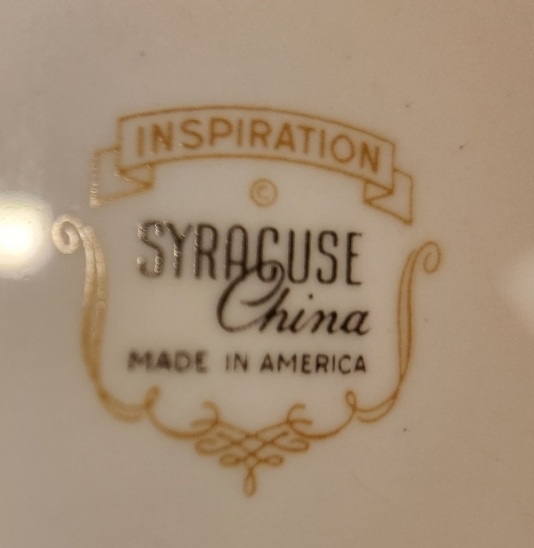 INSPIRATION
©
SYRACUSE
China
MADE IN AMERICA